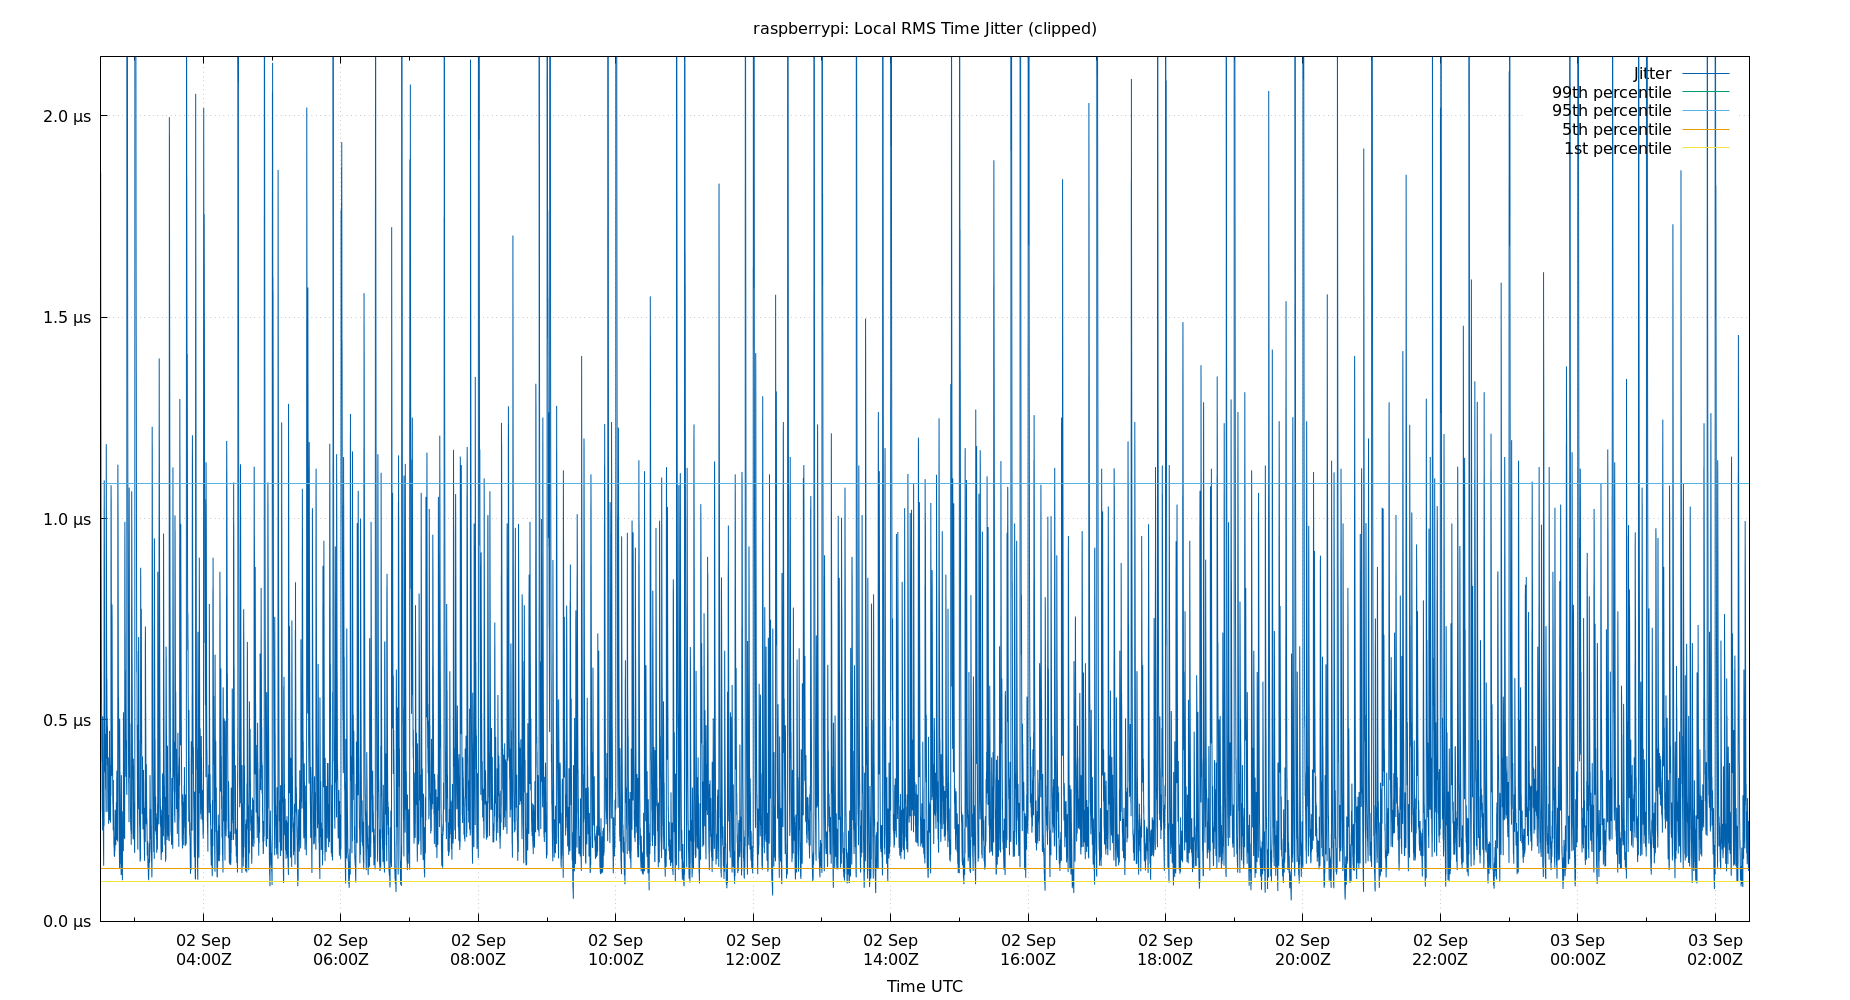 raspberrypi: Local RMS Time Jitter (clipped)
Jitter
99th percentile
95th percentile
5th percentile
1st percentile
2.0 µs
1.5 µs
1.0 µs
0.5 µs
0.0 µs
02 Sep 02 Sep 02 Sep 02 Sep 02 Sep 02 Sep 02 Sep 02 Sep 02 Sep 02 Sep 03 Sep 03 Sep
04:00Z 06:00Z 08:00Z 10:00Z 12:00Z 14:00Z 16:00Z 18:00Z 20:00Z 22:00Z 00:00Z 02:00Z
Time UTC